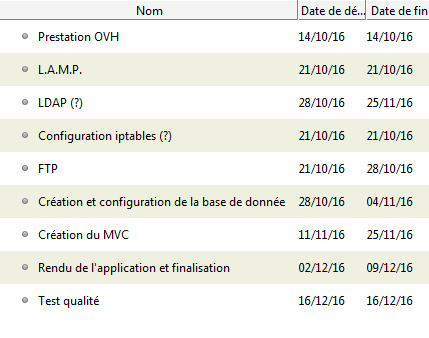 Nom Date de dé... Date de fin
Prestation OVH 14/10/16 14/10/16
L.A.M.P. 21/10/16 21/10/16
LDAP (?) 28/10/16 25/11/16
Configuration iptables (?) 21/10/16 21/10/16
FTP 21/10/16 28/10/16
Création et configuration de la base de donnée 28/10/16 04/11/16
Création du MVC 11/11/16 25/11/16
Rendu de l'application et finalisation 02/12/16 09/12/16
Test qualité 16/12/16 16/12/16